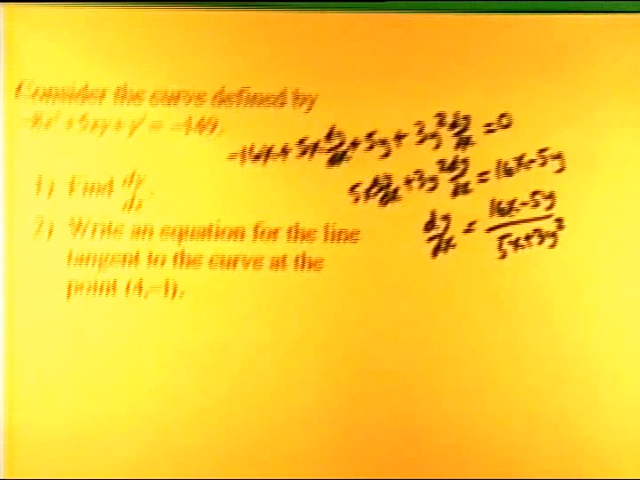 Consider the curve defined by
-8x² + 5xy + y³ = -149.
1) Find dy/dx.
2) Write an equation for the line
tangent to the curve at the
point (4,-1).
-16x + 5x dy/dx + 5y + 3y² dy/dx = 0
5x dy/dx + 3y² dy/dx = 16x - 5y
dy/dx = (16x - 5y)/(5x + 3y²)